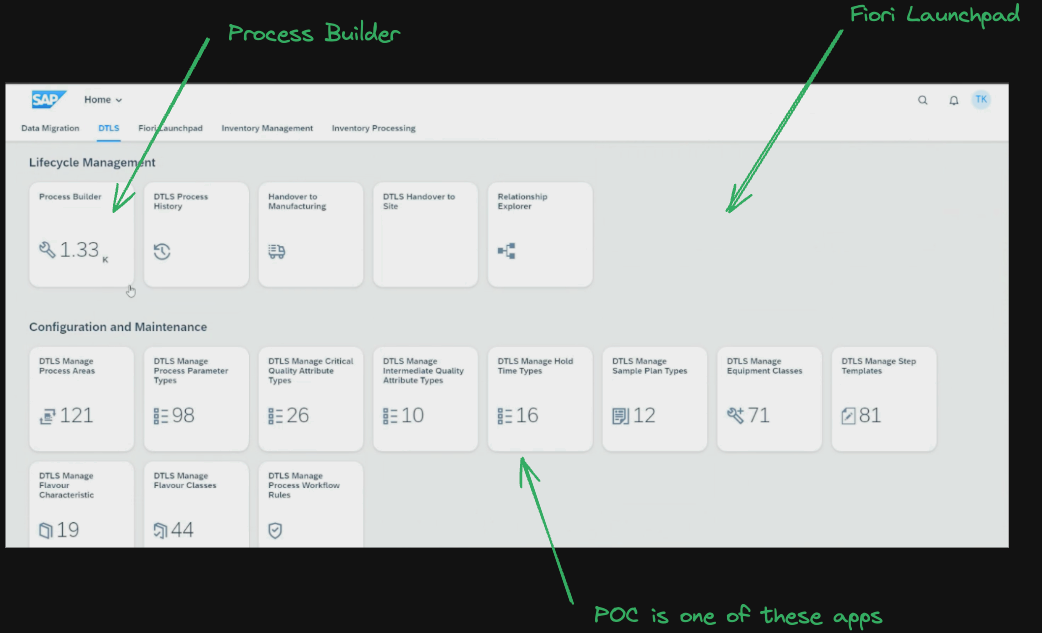 Fiori Launchpad
Process Builder
SAP
Home
TK
Data Migration DTLS Fiori Launchpad Inventory Management Inventory Processing
Lifecycle Management
Process Builder
1.33 K
DTLS Process
History
Handover to
Manufacturing
DTLS Handover to
Site
Relationship
Explorer
Configuration and Maintenance
DTLS Manage
Process Areas
121
DTLS Manage
Process Parameter
Types
98
DTLS Manage Critical
Quality Attribute
Types
26
DTLS Manage
Intermediate Quality
Attribute Types
10
DTLS Manage Hold
Time Types
16
DTLS Manage
Sample Plan Types
12
DTLS Manage
Equipment Classes
71
DTLS Manage Step
Templates
81
DTLS Manage
Flavour
Characteristic
19
DTLS Manage
Flavour Classes
44
DTLS Manage
Process Workflow
Rules
POC is one of these apps